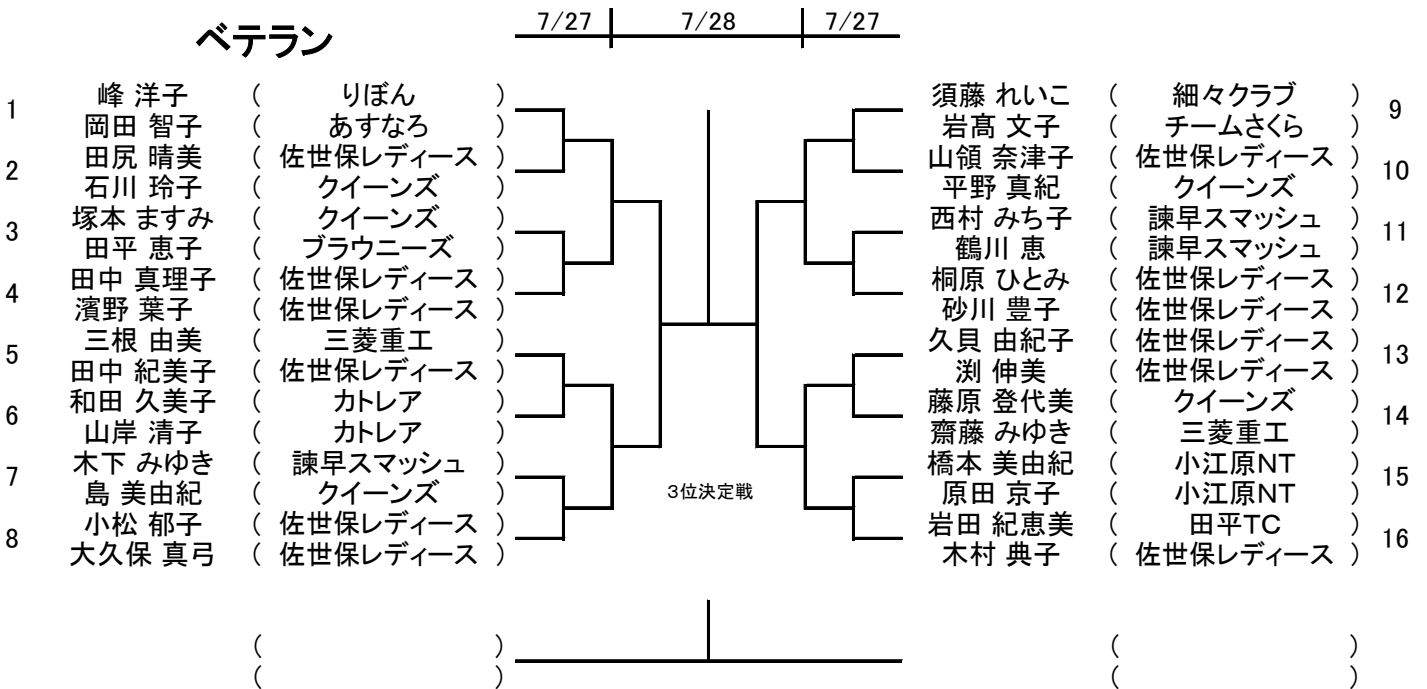 ベテラン 7/27 7/28 7/27
峰 洋子 ( りぼん ) 須藤 れいこ ( 細々クラブ )
1 9
岡田 智子 ( あすなろ ) 岩髙 文子 ( チームさくら )
田尻 晴美 ( 佐世保レディース ) 山領 奈津子 ( 佐世保レディース )
2 10
石川 玲子 ( クイーンズ ) 平野 真紀 ( クイーンズ )
塚本 ますみ ( クイーンズ ) 西村 みち子 ( 諫早スマッシュ )
3 11
田平 恵子 ( ブラウニーズ ) 鶴川 恵 ( 諫早スマッシュ )
田中 真理子 ( 佐世保レディース ) 桐原 ひとみ ( 佐世保レディース )
4 12
濱野 葉子 ( 佐世保レディース ) 砂川 豊子 ( 佐世保レディース )
三根 由美 ( 三菱重工 ) 久貝 由紀子 ( 佐世保レディース )
5 13
田中 紀美子 ( 佐世保レディース ) 渕 伸美 ( 佐世保レディース )
和田 久美子 ( カトレア ) 藤原 登代美 ( クイーンズ )
6 14
山岸 清子 ( カトレア ) 齋藤 みゆき ( 三菱重工 )
木下 みゆき ( 諫早スマッシュ ) 橋本 美由紀 ( 小江原NT )
7 15
島 美由紀 ( クイーンズ ) 3位決定戦 原田 京子 ( 小江原NT )
小松 郁子 ( 佐世保レディース ) 岩田 紀恵美 ( 田平TC )
8 16
大久保 真弓 ( 佐世保レディース ) 木村 典子 ( 佐世保レディース )
( ) ( )
( ) ( )